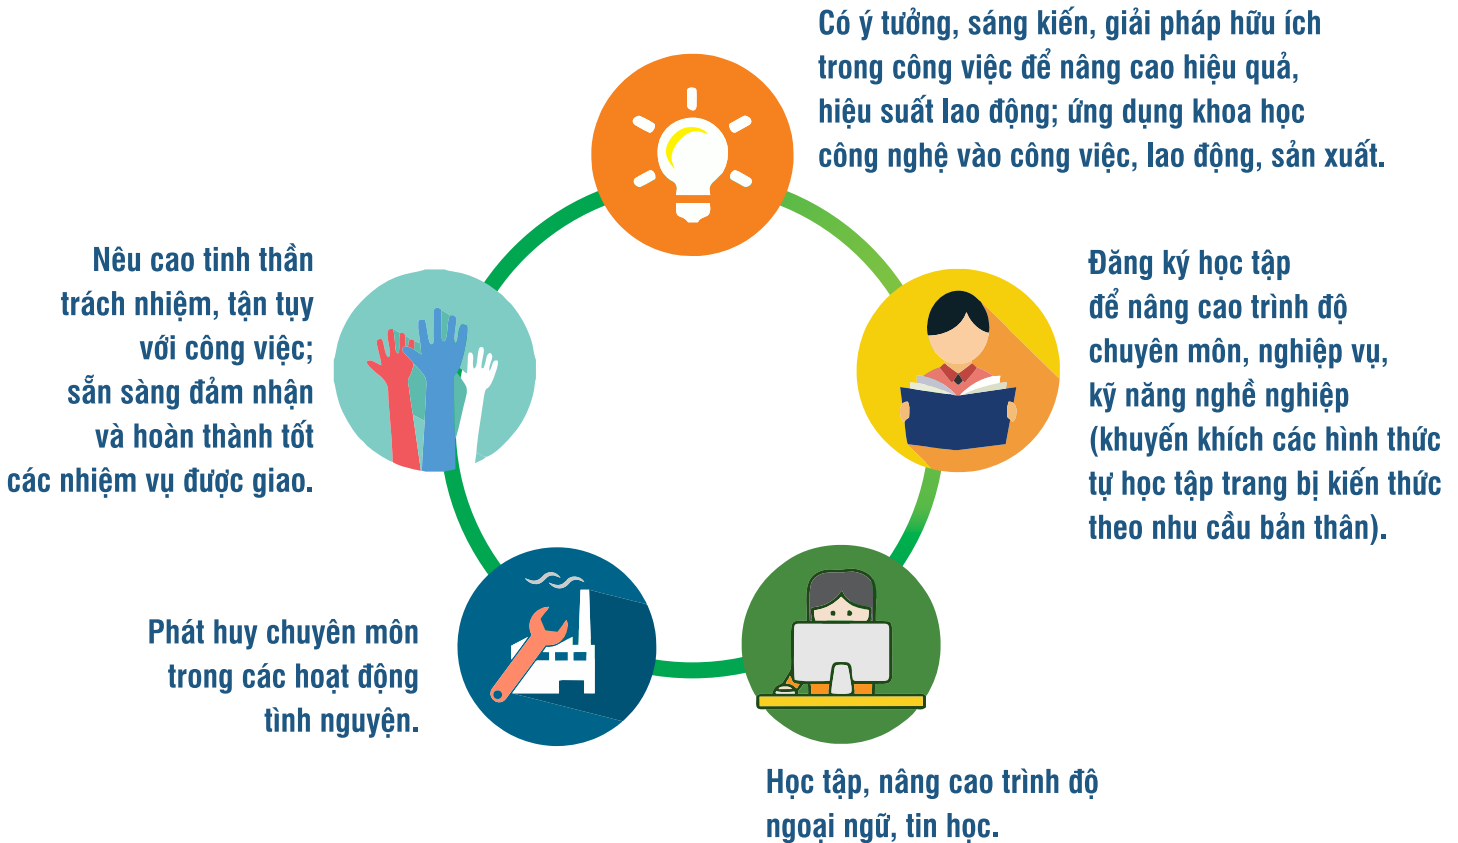 Có ý tưởng, sáng kiến, giải pháp hữu ích
trong công việc để nâng cao hiệu quả,
hiệu suất lao động; ứng dụng khoa học
công nghệ vào công việc, lao động, sản xuất.
Đăng ký học tập
để nâng cao trình độ
chuyên môn, nghiệp vụ,
kỹ năng nghề nghiệp
(khuyến khích các hình thức
tự học tập trang bị kiến thức
theo nhu cầu bản thân).
Học tập, nâng cao trình độ
ngoại ngữ, tin học.
Phát huy chuyên môn
trong các hoạt động
tình nguyện.
Nêu cao tinh thần
trách nhiệm, tận tụy
với công việc;
sẵn sàng đảm nhận
và hoàn thành tốt
các nhiệm vụ được giao.